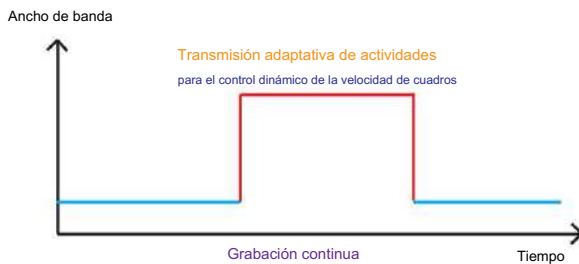 Ancho de banda
Transmisión adaptativa de actividades
para el control dinámico de la velocidad de cuadros
Grabación continua
Tiempo